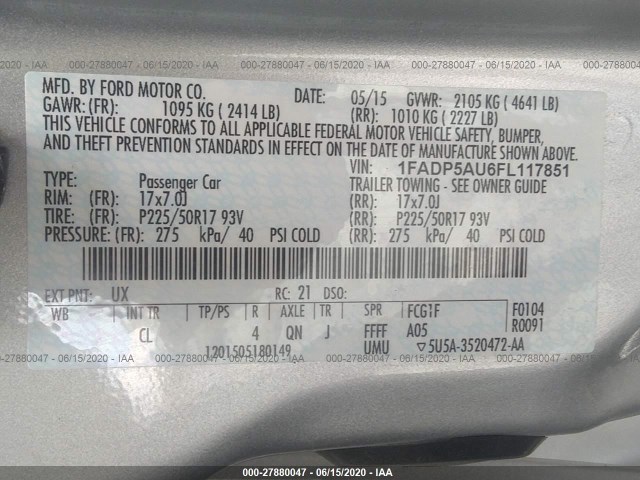 000-27880047 - 06/15/2020 - IAA
MFD. BY FORD MOTOR CO. DATE: 05/15 GVWR: 2105 KG ( 4641 LB)
GAWR: (FR): 1095 KG ( 2414 LB) (RR): 1010 KG ( 2227 LB)
THIS VEHICLE CONFORMS TO ALL APPLICABLE FEDERAL MOTOR VEHICLE SAFETY, BUMPER,
AND THEFT PREVENTION STANDARDS IN EFFECT ON THE DATE OF MANUFACTURE SHOWN ABOVE.
VIN: 1FADP5AU6FL117851
TYPE: Passenger Car TRAILER TOWING - SEE OWNER GUIDE
RIM: (FR): 17x7.0J (RR): 17x7.0J
TIRE: (FR): P225/50R17 93V (RR): P225/50R17 93V
PRESSURE: (FR): 275 kPa/ 40 PSI COLD (RR): 275 kPa/ 40 PSI COLD
EXT PNT: UX RC: 21 DSO:
WB INT TR TP/PS R AXLE TR SPR FCG1F F0104
CL 4 QN J FFFF A05 R0091
1201505180149 UMU ▽5U5A-3520472-AA
000-27880047 - 06/15/2020 - IAA